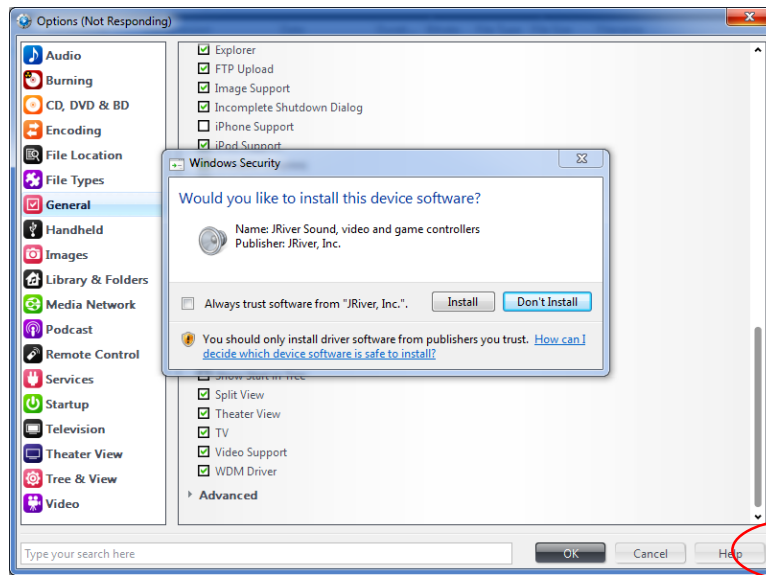 Options (Not Responding)
Audio
Burning
CD, DVD & BD
Encoding
File Location
File Types
General
Handheld
Images
Library & Folders
Media Network
Podcast
Remote Control
Services
Startup
Television
Theater View
Tree & View
Video
Explorer
FTP Upload
Image Support
Incomplete Shutdown Dialog
iPhone Support
iPod Support
Windows Security
Would you like to install this device software?
Name: JRiver Sound, video and game controllers
Publisher: JRiver, Inc.
Always trust software from "JRiver, Inc.".
Install
Don't Install
You should only install driver software from publishers you trust. How can I
decide which device software is safe to install?
Show Start in Tree
Split View
Theater View
TV
Video Support
WDM Driver
Advanced
Type your search here
OK
Cancel
Help